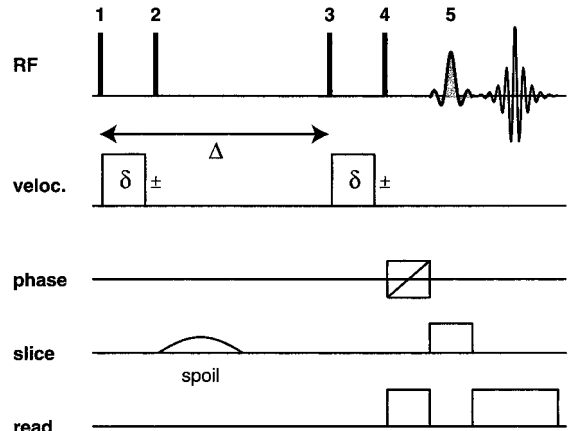 1 2 3 4 5
RF
Δ
veloc. δ ± δ ±
phase
slice
spoil
read